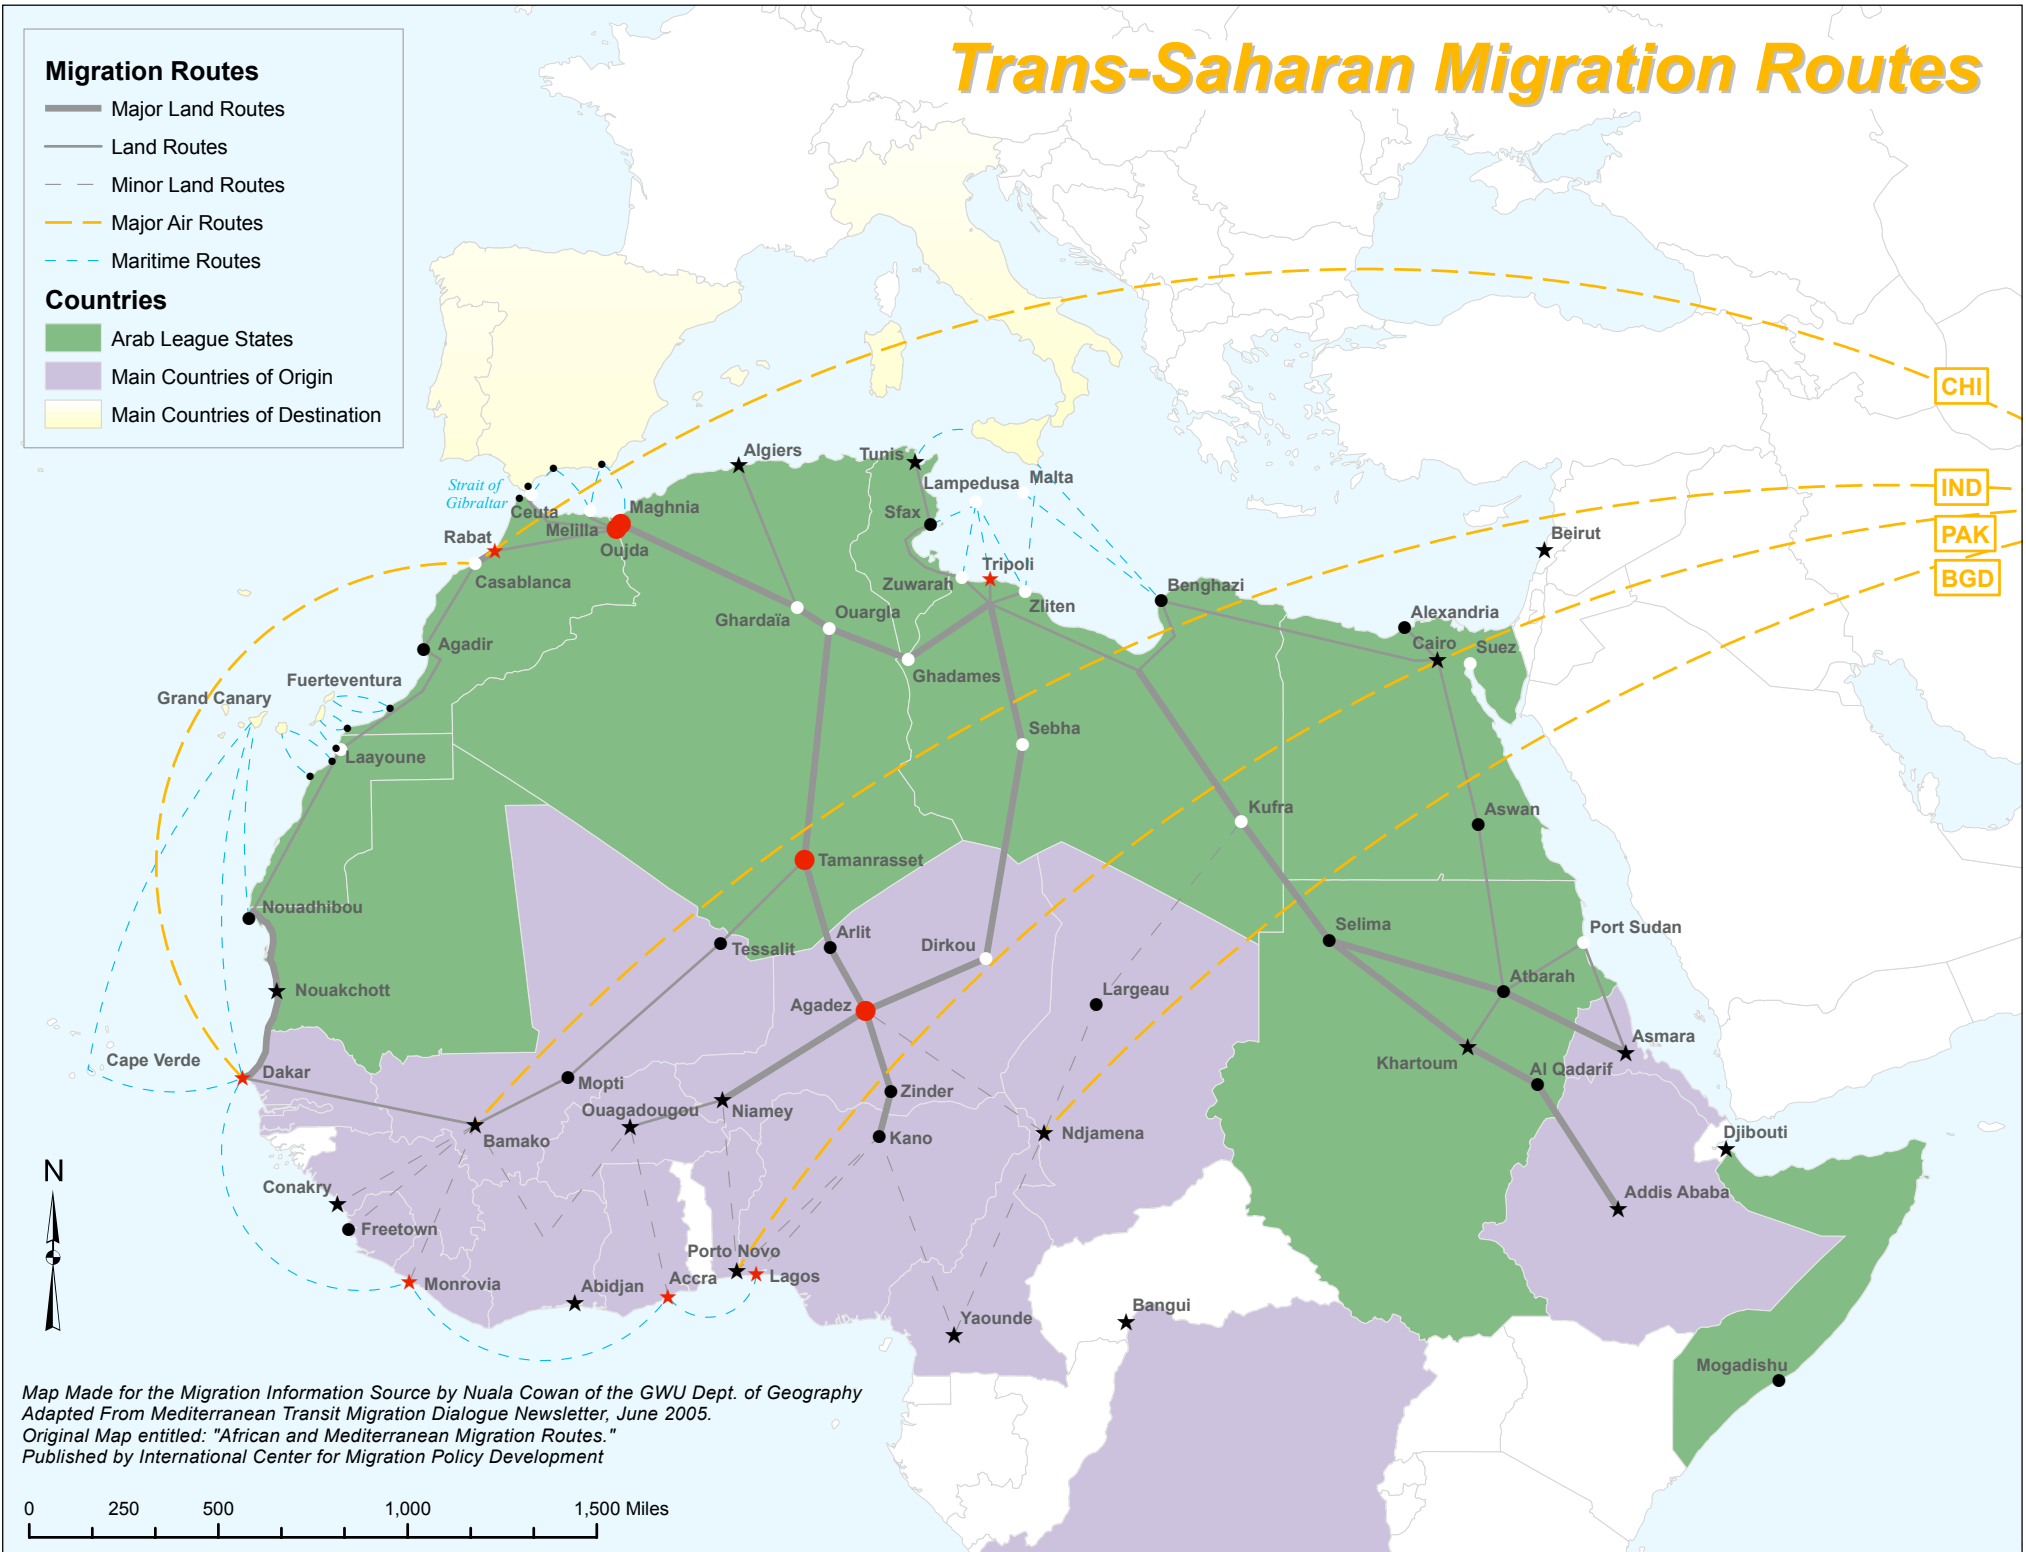 Trans-Saharan Migration Routes
Migration Routes
Major Land Routes
Land Routes
Minor Land Routes
Major Air Routes
Maritime Routes
Countries
Arab League States
Main Countries of Origin
Main Countries of Destination
CHI
IND
PAK
BGD
Algiers
Tunis
Malta
Lampedusa
Strait of
Gibraltar
Ceuta
Maghnia
Melilla
Oujda
Sfax
Rabat
Casablanca
Tripoli
Zuwarah
Zliten
Benghazi
Beirut
Alexandria
Cairo
Suez
Ghardaïa
Ouargla
Ghadames
Agadir
Fuerteventura
Grand Canary
Laayoune
Sebha
Kufra
Aswan
Tamanrasset
Nouadhibou
Tessalit
Arlit
Dirkou
Selima
Port Sudan
Nouakchott
Agadez
Largeau
Atbarah
Asmara
Cape Verde
Dakar
Mopti
Khartoum
Al Qadarif
Zinder
Ouagadougou
Niamey
Bamako
Kano
Ndjamena
Djibouti
Conakry
Freetown
Addis Ababa
Porto Novo
Lagos
Monrovia
Abidjan
Accra
Yaounde
Bangui
Mogadishu
N
Map Made for the Migration Information Source by Nuala Cowan of the GWU Dept. of Geography
Adapted From Mediterranean Transit Migration Dialogue Newsletter, June 2005.
Original Map entitled: "African and Mediterranean Migration Routes."
Published by International Center for Migration Policy Development
0 250 500 1,000 1,500 Miles